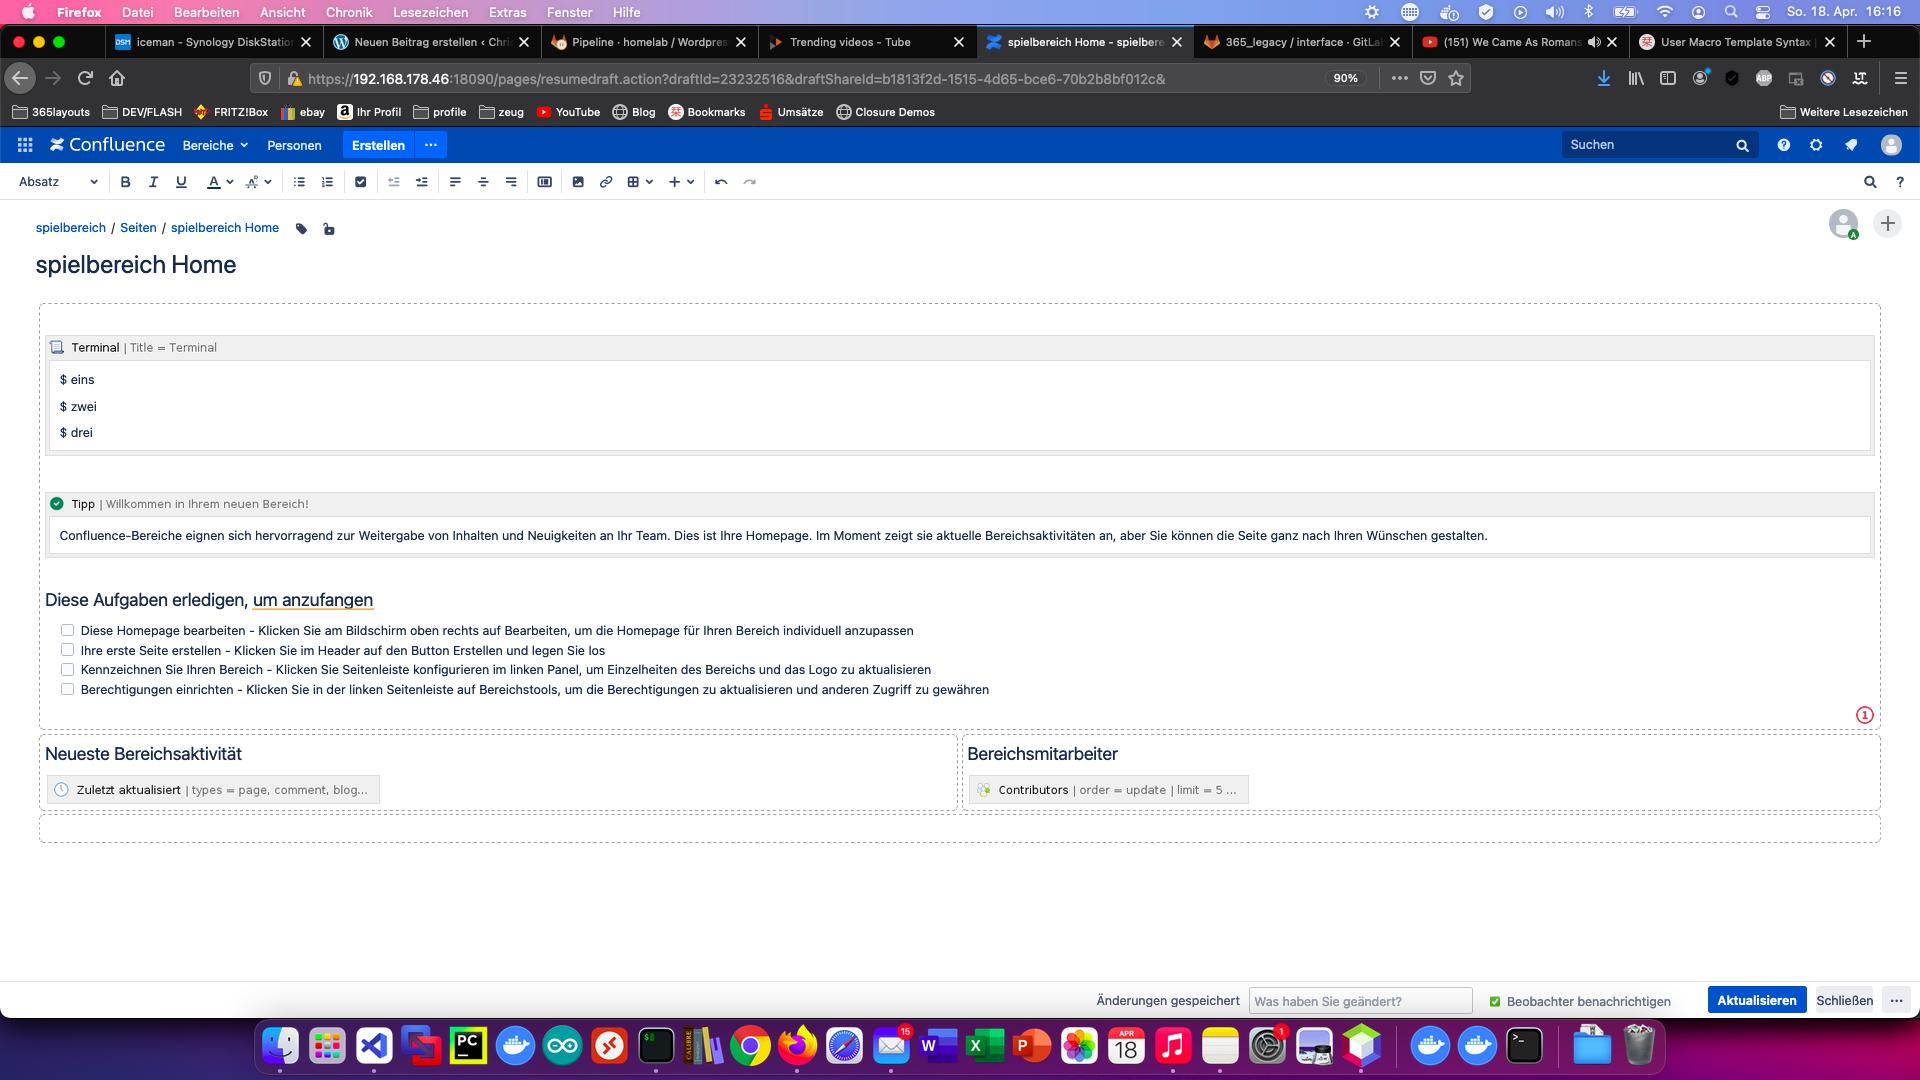 Firefox Datei Bearbeiten Ansicht Chronik Lesezeichen Extras Fenster Hilfe So. 18. Apr. 16:16
iceman - Synology DiskStation Neuen Beitrag erstellen ‹ Chri Pipeline · homelab / Wordpres Trending videos - Tube spielbereich Home - spielbere 365_legacy / interface · GitLa (151) We Came As Romans User Macro Template Syntax
https://192.168.178.46:18090/pages/resumedraft.action?draftId=23232516&draftShareId=b1813f2d-1515-4d65-bce6-70b2b8bf012c& 90%
365layouts DEV/FLASH FRITZ!Box ebay Ihr Profil profile zeug YouTube Blog Bookmarks Umsätze Closure Demos Weitere Lesezeichen
Confluence Bereiche Personen Erstellen ··· Suchen
Absatz B I U A
spielbereich / Seiten / spielbereich Home
spielbereich Home
Terminal | Title = Terminal
$ eins
$ zwei
$ drei
Tipp | Willkommen in Ihrem neuen Bereich!
Confluence-Bereiche eignen sich hervorragend zur Weitergabe von Inhalten und Neuigkeiten an Ihr Team. Dies ist Ihre Homepage. Im Moment zeigt sie aktuelle Bereichsaktivitäten an, aber Sie können die Seite ganz nach Ihren Wünschen gestalten.
Diese Aufgaben erledigen, um anzufangen
Diese Homepage bearbeiten - Klicken Sie am Bildschirm oben rechts auf Bearbeiten, um die Homepage für Ihren Bereich individuell anzupassen
Ihre erste Seite erstellen - Klicken Sie im Header auf den Button Erstellen und legen Sie los
Kennzeichnen Sie Ihren Bereich - Klicken Sie Seitenleiste konfigurieren im linken Panel, um Einzelheiten des Bereichs und das Logo zu aktualisieren
Berechtigungen einrichten - Klicken Sie in der linken Seitenleiste auf Bereichstools, um die Berechtigungen zu aktualisieren und anderen Zugriff zu gewähren
1
Neueste Bereichsaktivität Bereichsmitarbeiter
Zuletzt aktualisiert | types = page, comment, blog... Contributors | order = update | limit = 5 ...
Änderungen gespeichert Was haben Sie geändert? Beobachter benachrichtigen Aktualisieren Schließen ···
PC CALIBRE 15 W X P APR 18 1